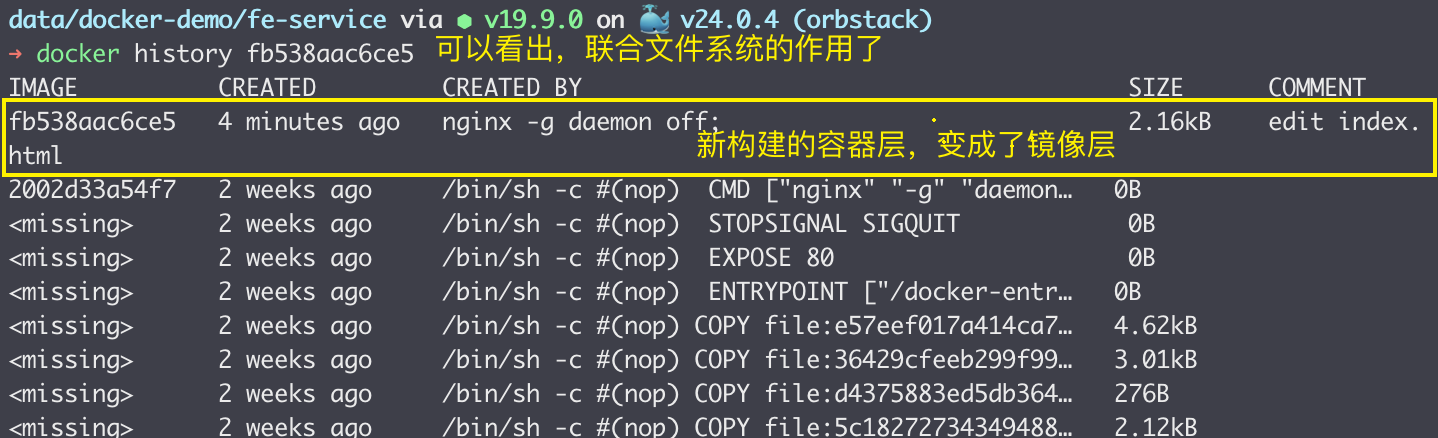 data/docker-demo/fe-service via ⬢ v19.9.0 on 🐳 v24.0.4 (orbstack)
→ docker history fb538aac6ce5 可以看出，联合文件系统的作用了
IMAGE CREATED CREATED BY SIZE COMMENT
fb538aac6ce5 4 minutes ago nginx -g daemon off; 2.16kB edit index.
html
新构建的容器层，变成了镜像层
2002d33a54f7 2 weeks ago /bin/sh -c #(nop) CMD ["nginx" "-g" "daemon… 0B
<missing> 2 weeks ago /bin/sh -c #(nop) STOPSIGNAL SIGQUIT 0B
<missing> 2 weeks ago /bin/sh -c #(nop) EXPOSE 80 0B
<missing> 2 weeks ago /bin/sh -c #(nop) ENTRYPOINT ["/docker-entr… 0B
<missing> 2 weeks ago /bin/sh -c #(nop) COPY file:e57eef017a414ca7… 4.62kB
<missing> 2 weeks ago /bin/sh -c #(nop) COPY file:36429cfeeb299f99… 3.01kB
<missing> 2 weeks ago /bin/sh -c #(nop) COPY file:d4375883ed5db364… 276B
<missing> 2 weeks ago /bin/sh -c #(nop) COPY file:5c18272734349488… 2.12kB